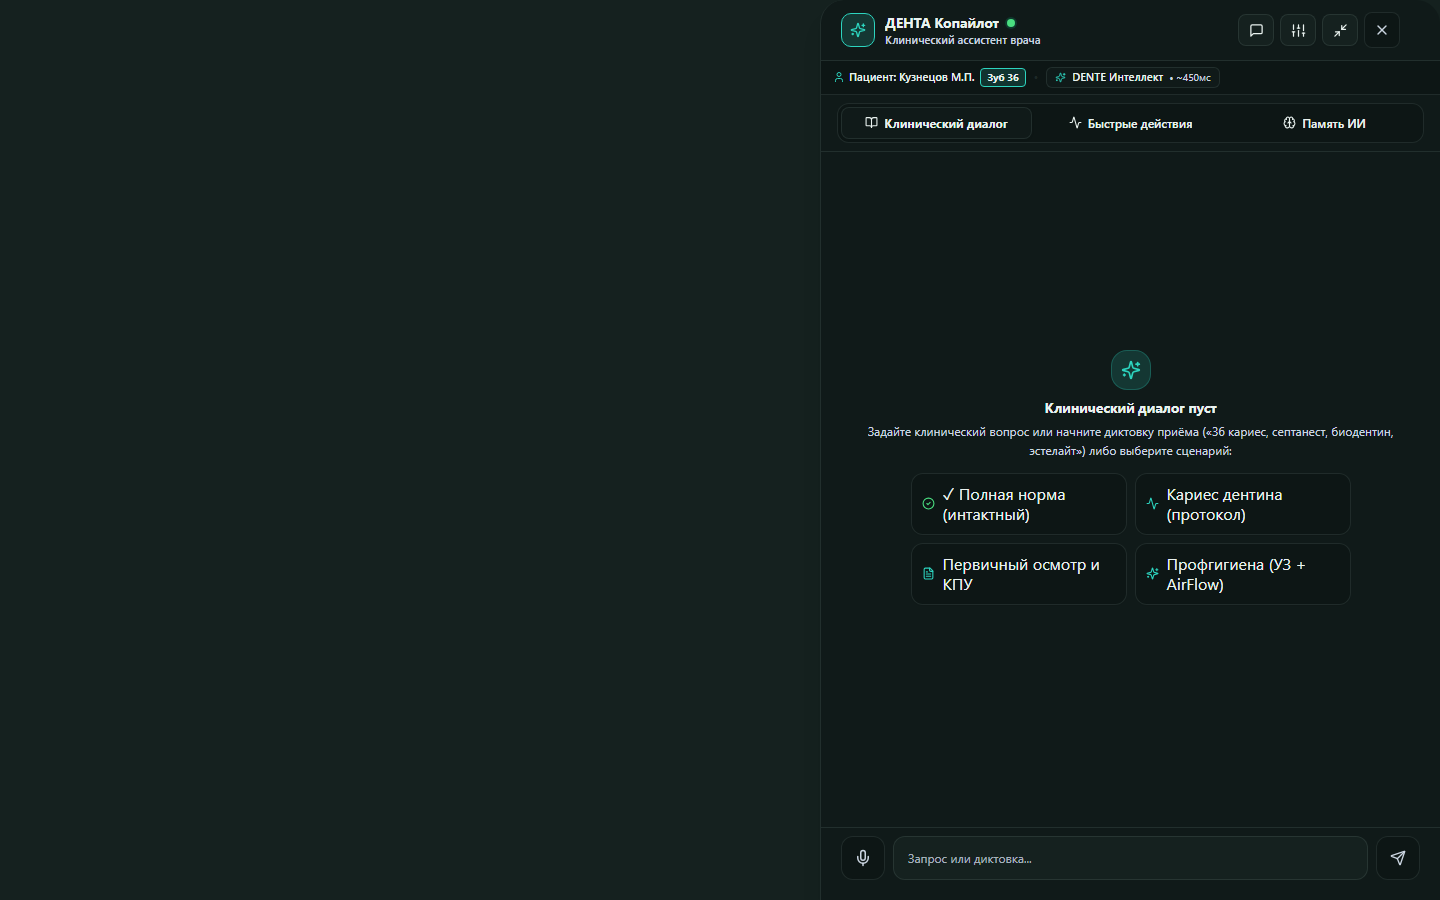 ДЕНТА Копайлот
Клинический ассистент врача
Пациент: Кузнецов М.П.
Зуб 36
DENTE Интеллект • ~450мс
Клинический диалог
Быстрые действия
Память ИИ
Клинический диалог пуст
Задайте клинический вопрос или начните диктовку приёма («36 кариес, септанест, биодентин,
эстелайт») либо выберите сценарий:
✓ Полная норма
(интактный)
Кариес дентина
(протокол)
Первичный осмотр и
КПУ
Профгигиена (УЗ +
AirFlow)
Запрос или диктовка...